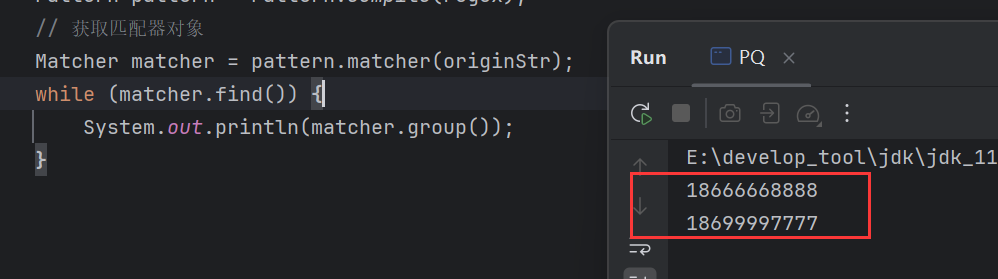 Pattern pattern = Pattern.compile(regex);
// 获取匹配器对象
Matcher matcher = pattern.matcher(originStr);
while (matcher.find()) {
System.out.println(matcher.group());
}
Run
PQ
E:\develop_tool\jdk\jdk_11
18666668888
18699997777